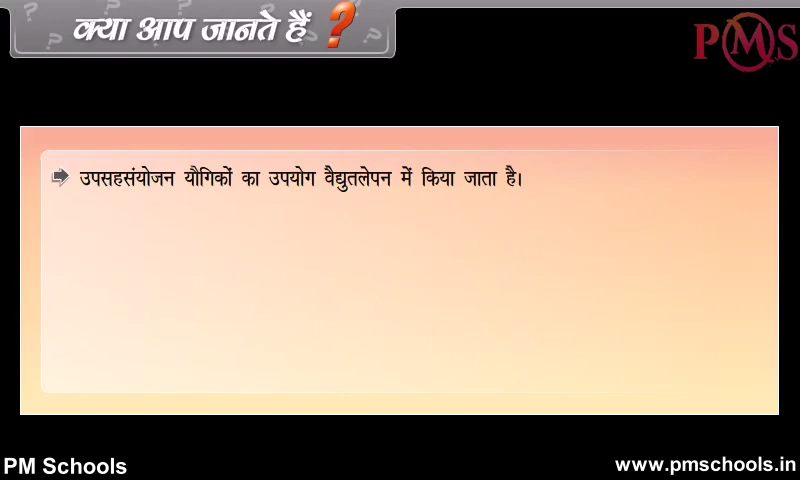 क्या आप जानते हैं ?
PMS
उपसहसंयोजन यौगिकों का उपयोग वैद्युतलेपन में किया जाता है।
PM Schools
www.pmschools.in